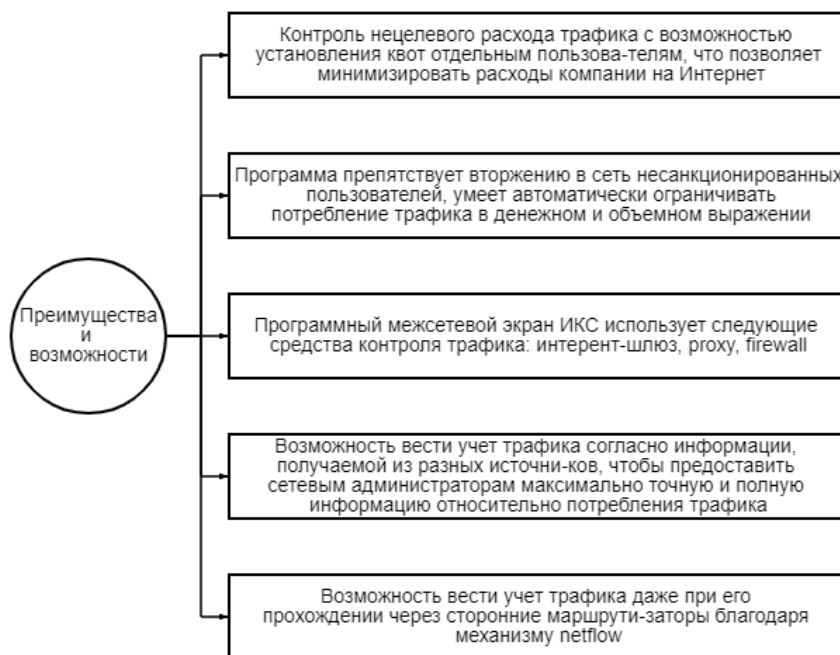 Контроль нецелевого расхода трафика с возможностью
установления квот отдельным пользова-телям, что позволяет
минимизировать расходы компании на Интернет
Программа препятствует вторжению в сеть несанкционированных
пользователей, умеет автоматически ограничивать
потребление трафика в денежном и объемном выражении
Преимущества
и
возможности
Программный межсетевой экран ИКС использует следующие
средства контроля трафика: интерент-шлюз, proxy, firewall
Возможность вести учет трафика согласно информации,
получаемой из разных источни-ков, чтобы предоставить
сетевым администраторам максимально точную и полную
информацию относительно потребления трафика
Возможность вести учет трафика даже при его
прохождении через сторонние маршрути-заторы благодаря
механизму netflow